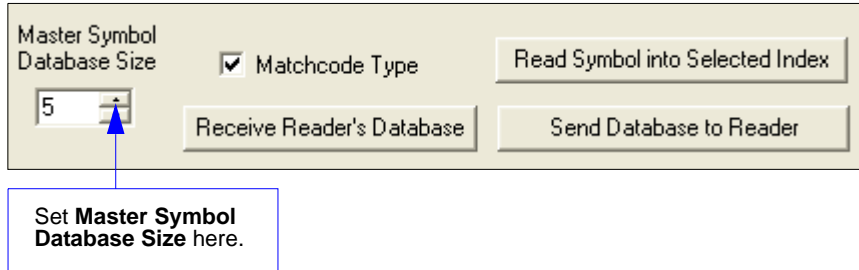 Master Symbol
Database Size
5
Matchcode Type
Read Symbol into Selected Index
Receive Reader's Database
Send Database to Reader
Set Master Symbol
Database Size here.